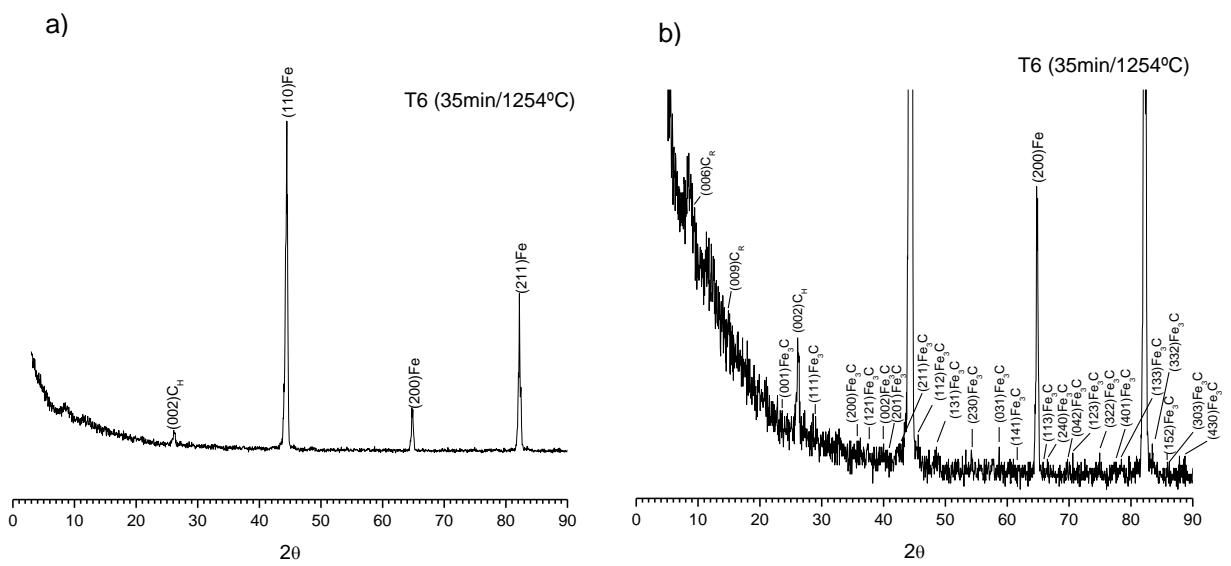 a)
T6 (35min/1254ºC)
(002)C_H
(110)Fe
(200)Fe
(211)Fe
0 10 20 30 40 50 60 70 80 90
2θ
b)
T6 (35min/1254ºC)
(006)C_R
(009)C_R
(001)Fe₃C
(002)C_H
(111)Fe₃C
(200)Fe₃C
(121)Fe₃C
(002)Fe₃C
(201)Fe₃C
(211)Fe₃C
(112)Fe₃C
(131)Fe₃C
(230)Fe₃C
(031)Fe₃C
(141)Fe₃C
(200)Fe
(113)Fe₃C
(240)Fe₃C
(042)Fe₃C
(123)Fe₃C
(322)Fe₃C
(401)Fe₃C
(133)Fe₃C
(332)Fe₃C
(152)Fe₃C
(303)Fe₃C
(430)Fe₃C
0 10 20 30 40 50 60 70 80 90
2θ